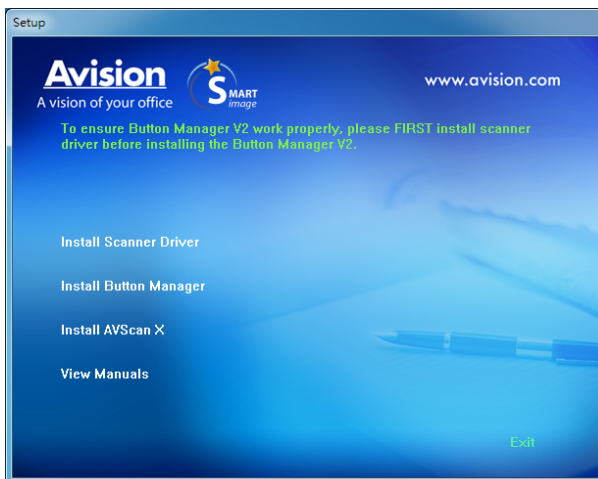 Setup
Avision
A vision of your office
SMART
image
www.avision.com
To ensure Button Manager V2 work properly, please FIRST install scanner
driver before installing the Button Manager V2.
Install Scanner Driver
Install Button Manager
Install AVScan X
View Manuals
Exit